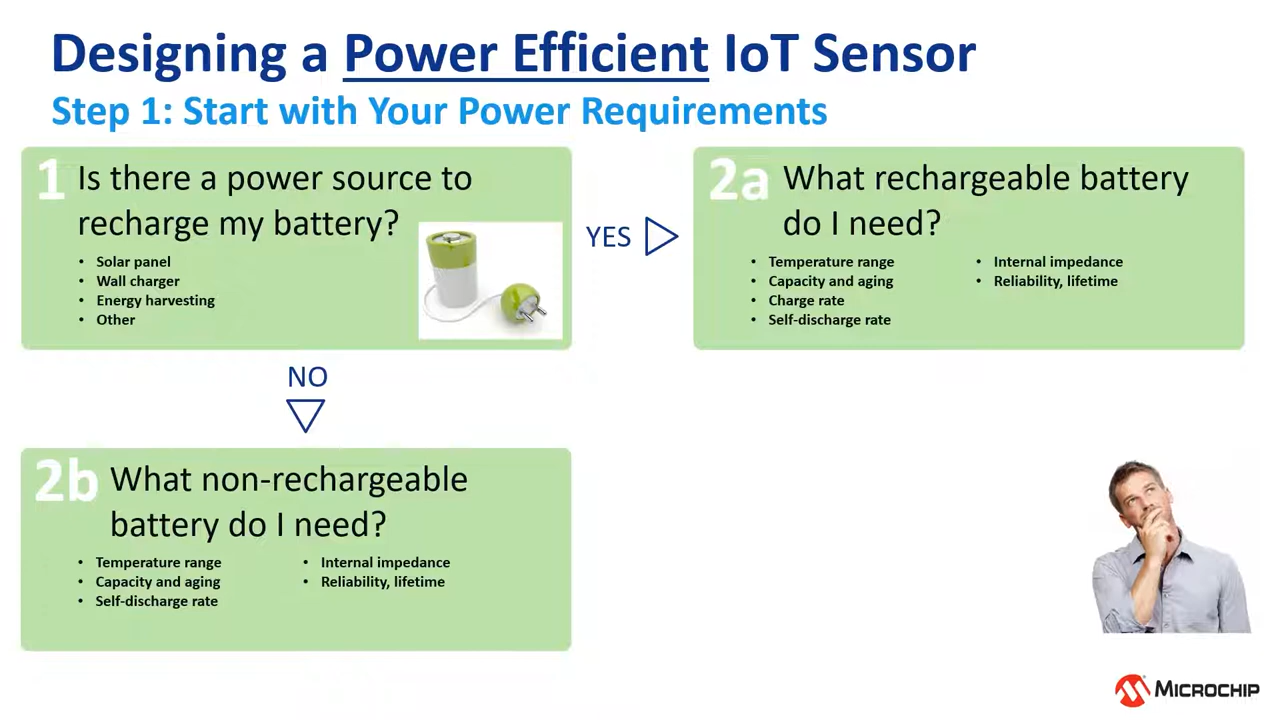 Designing a Power Efficient IoT Sensor
Step 1: Start with Your Power Requirements
1 Is there a power source to
recharge my battery?
• Solar panel
• Wall charger
• Energy harvesting
• Other
YES
2a What rechargeable battery
do I need?
• Temperature range
• Capacity and aging
• Charge rate
• Self-discharge rate
• Internal impedance
• Reliability, lifetime
NO
2b What non-rechargeable
battery do I need?
• Temperature range
• Capacity and aging
• Self-discharge rate
• Internal impedance
• Reliability, lifetime
MICROCHIP